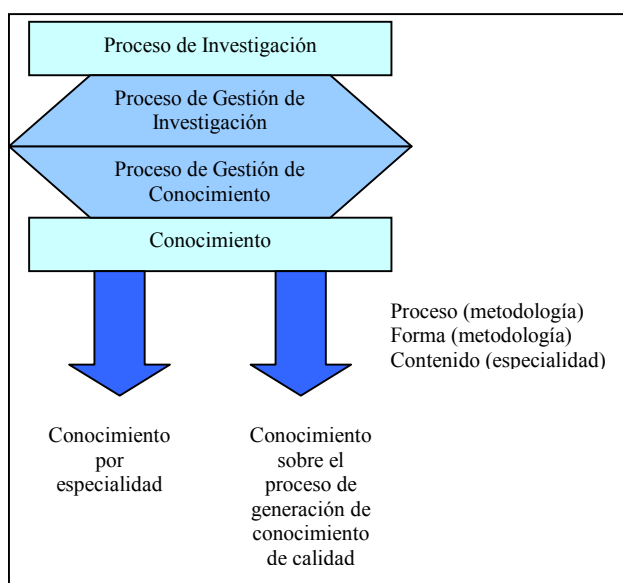 Proceso de Investigación
Proceso de Gestión de
Investigación
Proceso de Gestión de
Conocimiento
Conocimiento
Proceso (metodología)
Forma (metodología)
Contenido (especialidad)
Conocimiento
por
especialidad
Conocimiento
sobre el
proceso de
generación de
conocimiento
de calidad